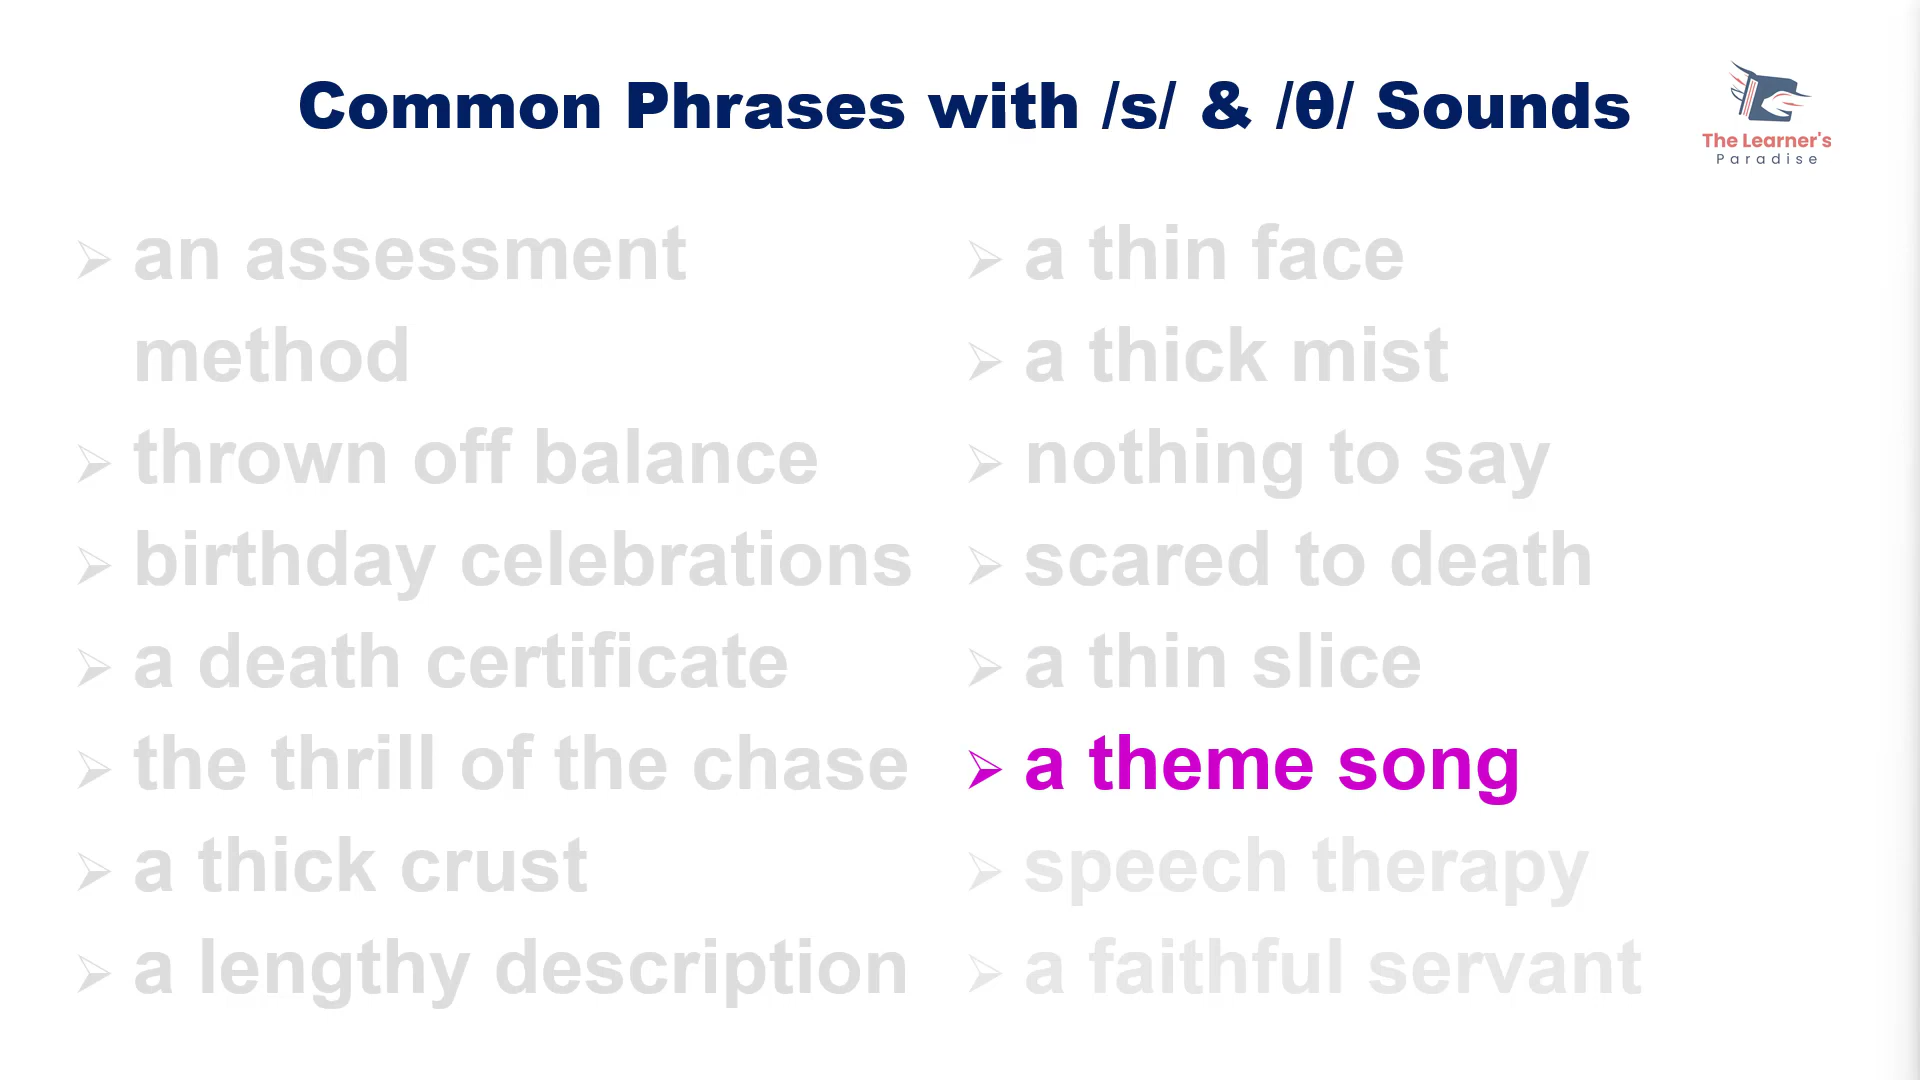 Common Phrases with /s/ & /θ/ Sounds
The Learner's
Paradise
➢ an assessment
method
➢ thrown off balance
➢ birthday celebrations
➢ a death certificate
➢ the thrill of the chase
➢ a thick crust
➢ a lengthy description
➢ a thin face
➢ a thick mist
➢ nothing to say
➢ scared to death
➢ a thin slice
➢ a theme song
➢ speech therapy
➢ a faithful servant